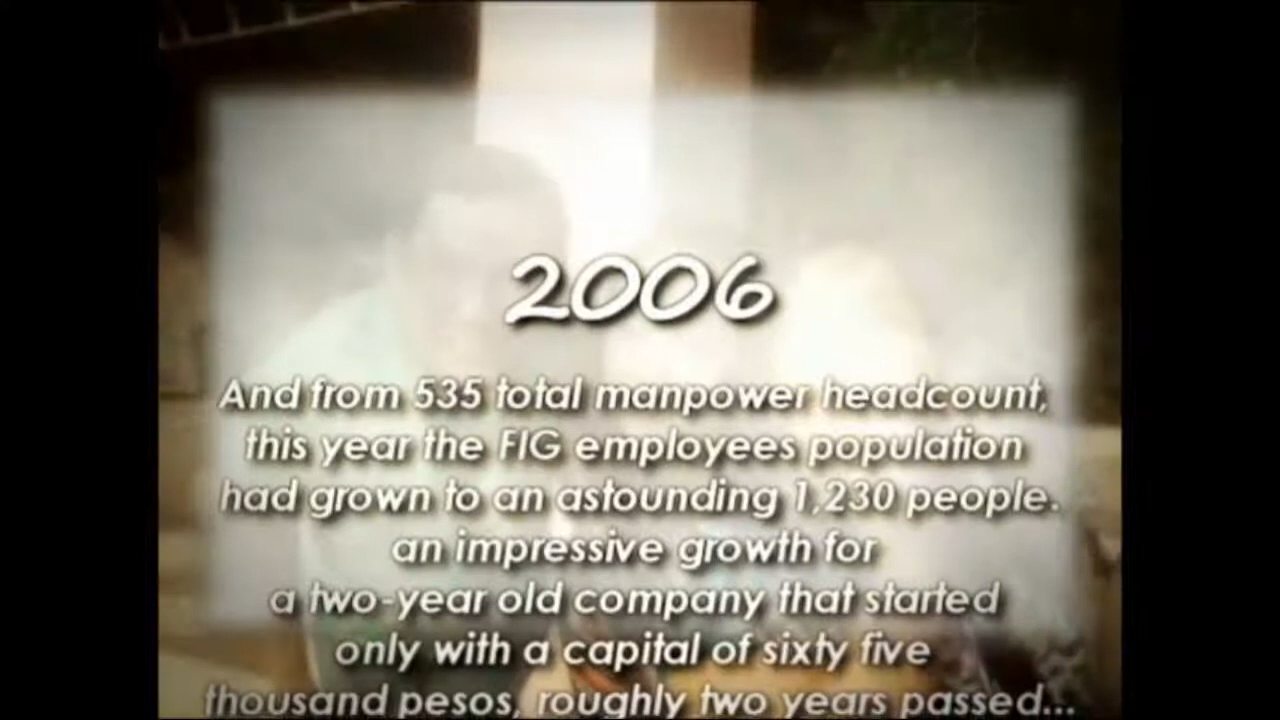 2006
And from 535 total manpower headcount,
this year the FIG employees population
had grown to an astounding 1,230 people.
an impressive growth for
a two-year old company that started
only with a capital of sixty five
thousand pesos, roughly two years passed...